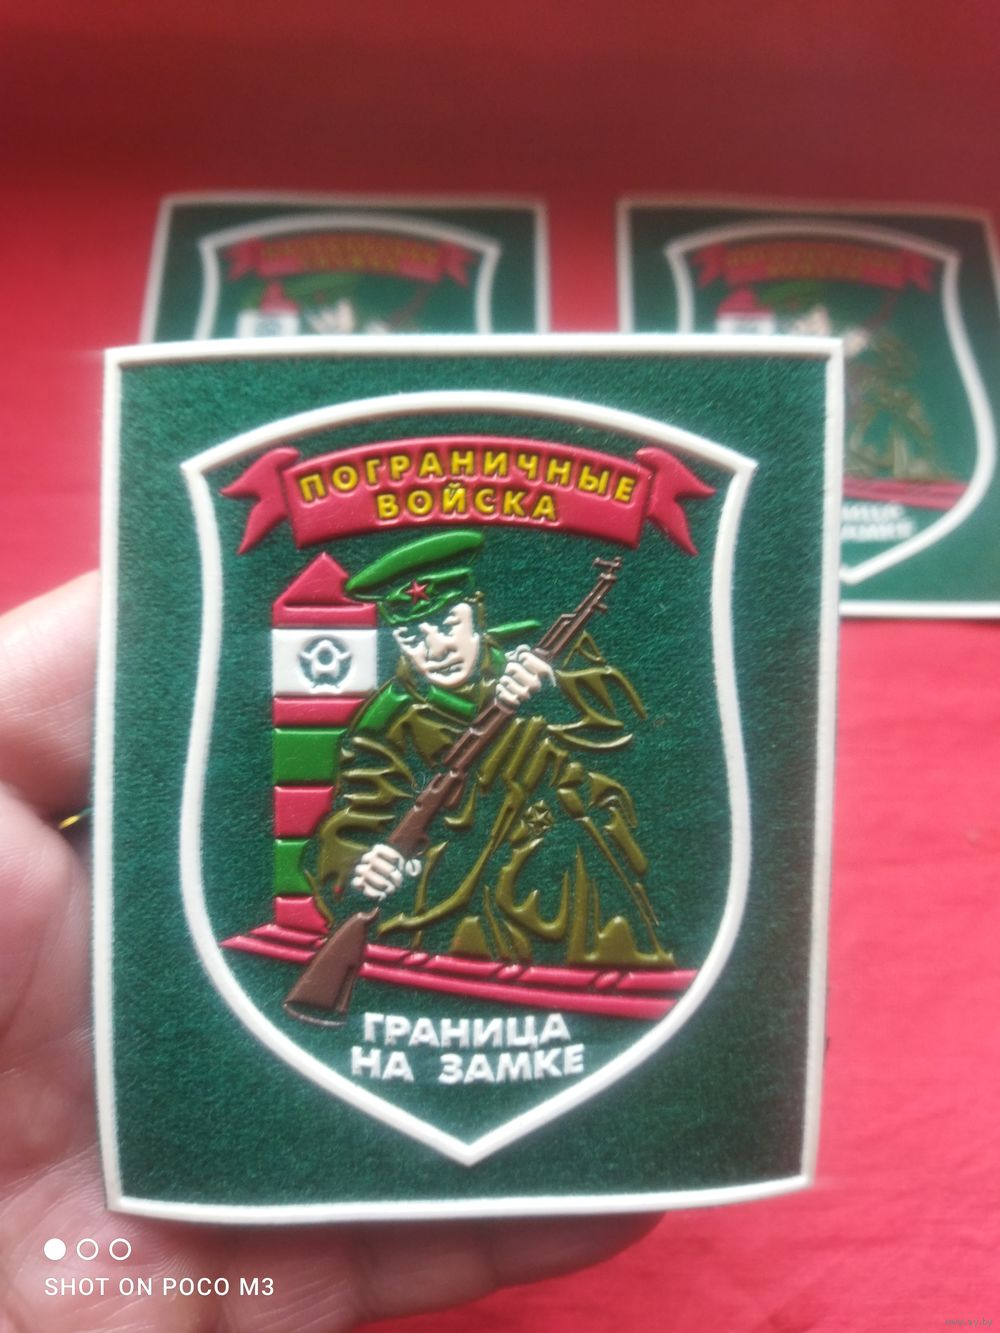 ПОГРАНИЧНЫЕ
ВОЙСКА
ГРАНИЦА
НА ЗАМКЕ
SHOT ON POCO M3